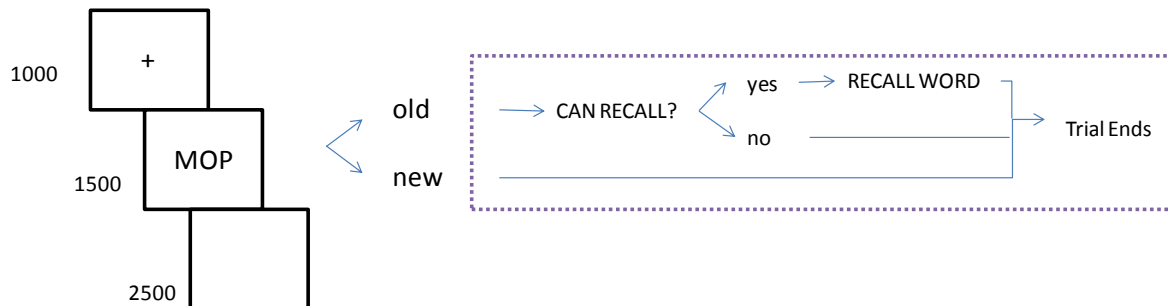 +
1000
MOP
1500
2500
old
new
CAN RECALL?
yes
no
RECALL WORD
Trial Ends